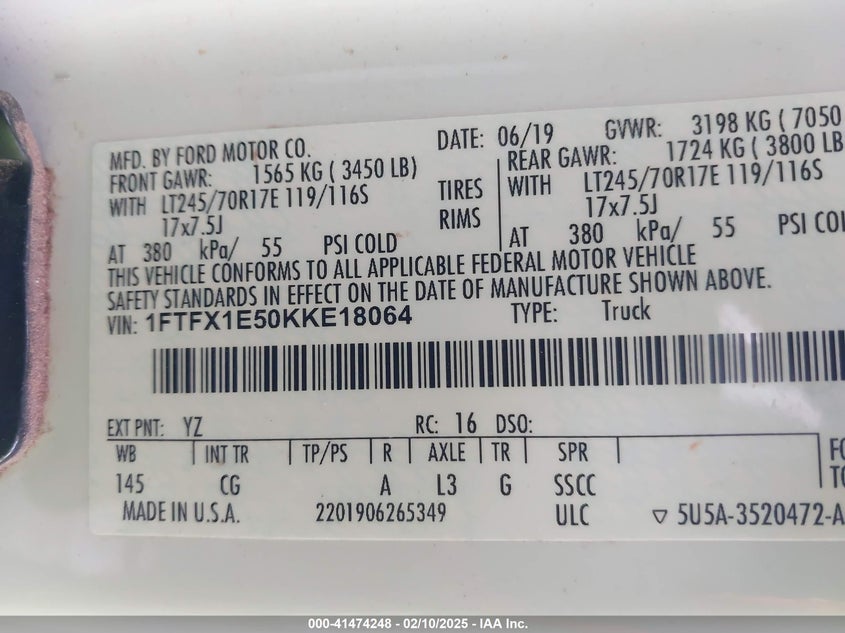 MFD. BY FORD MOTOR CO. DATE: 06/19 GVWR: 3198 KG ( 7050
FRONT GAWR: 1565 KG ( 3450 LB) REAR GAWR: 1724 KG ( 3800 LB
WITH LT245/70R17E 119/116S TIRES WITH LT245/70R17E 119/116S
17x7.5J RIMS 17x7.5J
AT 380 kPa/ 55 PSI COLD AT 380 kPa/ 55 PSI
THIS VEHICLE CONFORMS TO ALL APPLICABLE FEDERAL MOTOR VEHICLE
SAFETY STANDARDS IN EFFECT ON THE DATE OF MANUFACTURE SHOWN ABOVE.
VIN: 1FTFX1E50KKE18064 TYPE: Truck
EXT PNT: YZ RC: 16 DSO:
WB INT TR TP/PS R AXLE TR SPR
145 CG A L3 G SSCC
MADE IN U.S.A. 2201906265349 ULC ▽ 5U5A-3520472-A
000-41474248 - 02/10/2025 - IAA Inc.